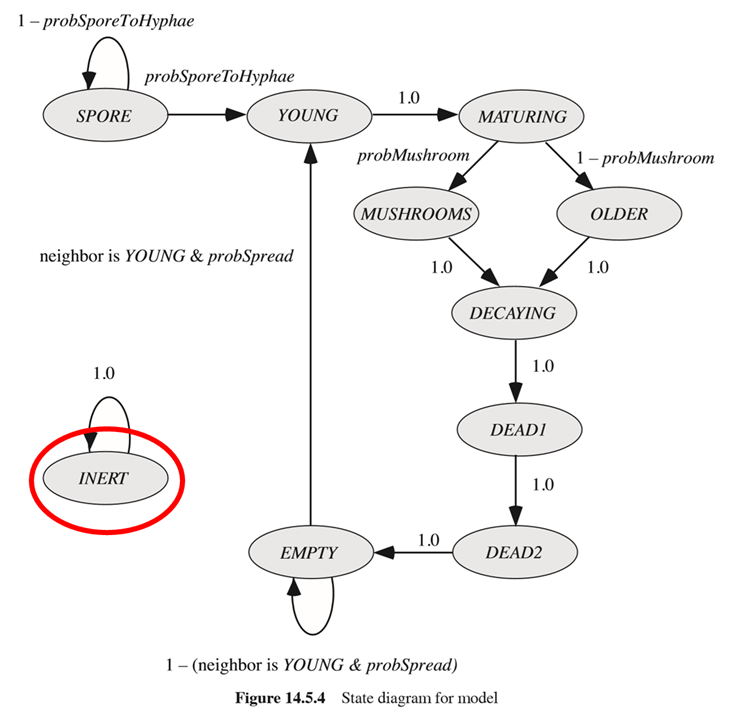 1 – probSporeToHyphae
probSporeToHyphae
SPORE
YOUNG
1.0
MATURING
probMushroom
1 – probMushroom
MUSHROOMS
OLDER
1.0
1.0
neighbor is YOUNG & probSpread
DECAYING
1.0
1.0
DEAD1
INERT
1.0
EMPTY
1.0
DEAD2
1 – (neighbor is YOUNG & probSpread)
Figure 14.5.4 State diagram for model